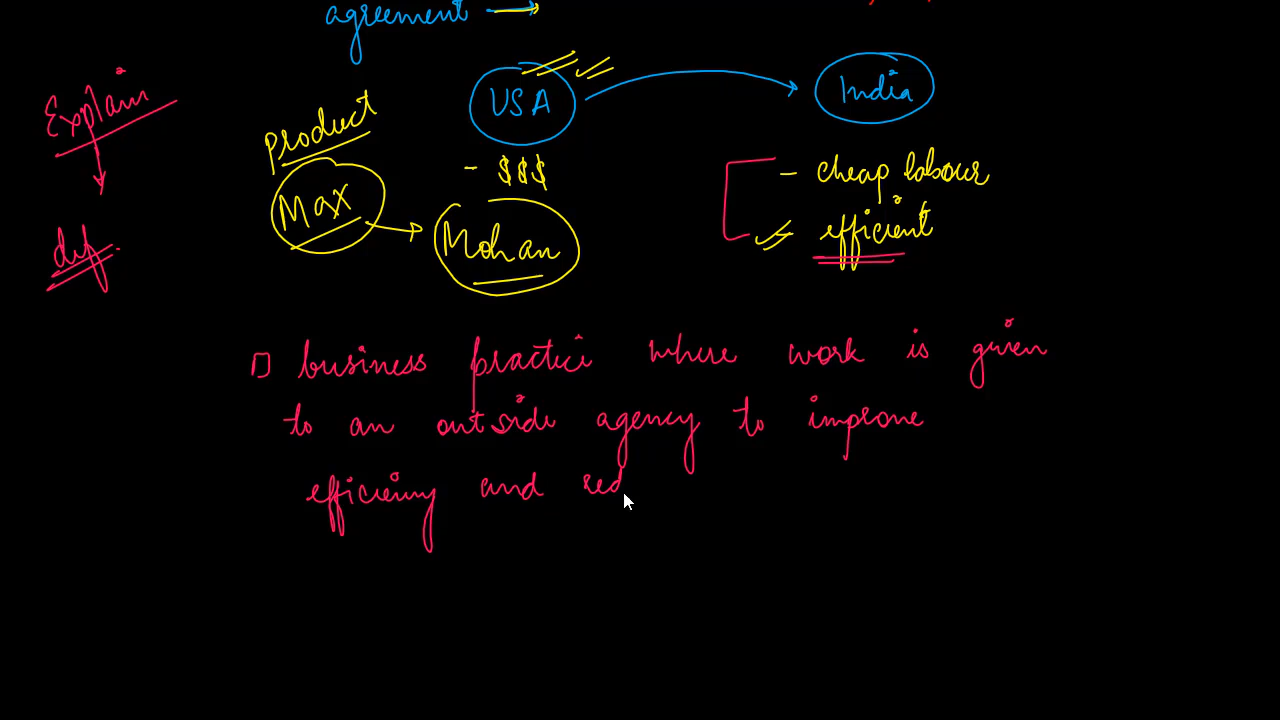 agreement →
Explain
USA
India
product
- $$$
- cheap labour
Max
Mohan
efficient
def.
business practice where work is given
to an outside agency to improve
efficiency and red